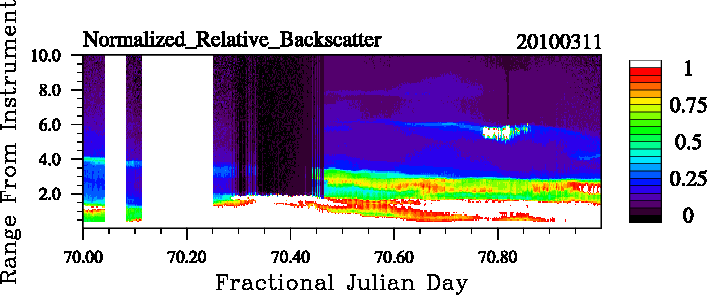 Normalized_Relative_Backscatter 20100311
Range From Instrument
10.0
8.0
6.0
4.0
2.0
70.00 70.20 70.40 70.60 70.80
Fractional Julian Day
1
0.75
0.5
0.25
0